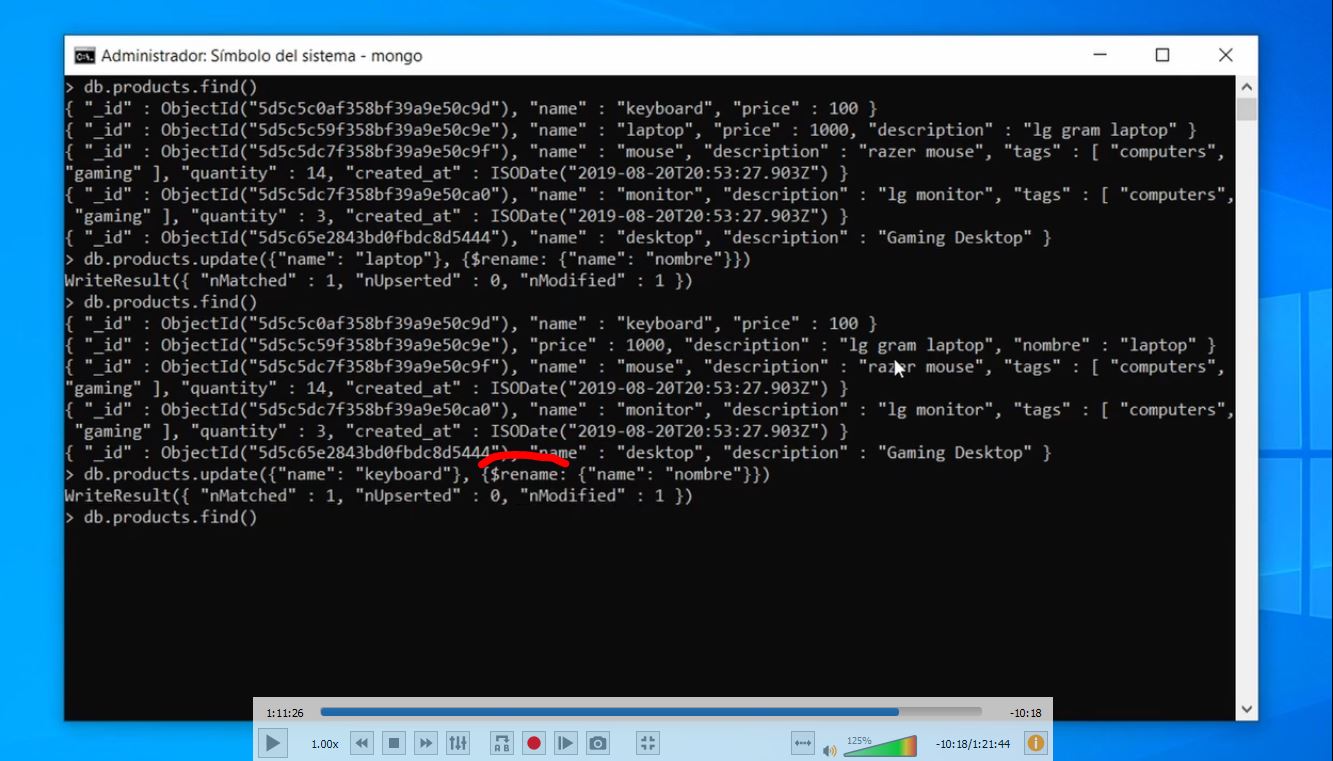 Administrador: Símbolo del sistema - mongo
> db.products.find()
{ "_id" : ObjectId("5d5c5c0af358bf39a9e50c9d"), "name" : "keyboard", "price" : 100 }
{ "_id" : ObjectId("5d5c5c59f358bf39a9e50c9e"), "name" : "laptop", "price" : 1000, "description" : "lg gram laptop" }
{ "_id" : ObjectId("5d5c5dc7f358bf39a9e50c9f"), "name" : "mouse", "description" : "razer mouse", "tags" : [ "computers",
"gaming" ], "quantity" : 14, "created_at" : ISODate("2019-08-20T20:53:27.903Z") }
{ "_id" : ObjectId("5d5c5dc7f358bf39a9e50ca0"), "name" : "monitor", "description" : "lg monitor", "tags" : [ "computers",
"gaming" ], "quantity" : 3, "created_at" : ISODate("2019-08-20T20:53:27.903Z") }
{ "_id" : ObjectId("5d5c65e2843bd0fbdc8d5444"), "name" : "desktop", "description" : "Gaming Desktop" }
> db.products.update({"name": "laptop"}, {$rename: {"name": "nombre"}})
WriteResult({ "nMatched" : 1, "nUpserted" : 0, "nModified" : 1 })
> db.products.find()
{ "_id" : ObjectId("5d5c5c0af358bf39a9e50c9d"), "name" : "keyboard", "price" : 100 }
{ "_id" : ObjectId("5d5c5c59f358bf39a9e50c9e"), "price" : 1000, "description" : "lg gram laptop", "nombre" : "laptop" }
{ "_id" : ObjectId("5d5c5dc7f358bf39a9e50c9f"), "name" : "mouse", "description" : "razer mouse", "tags" : [ "computers",
"gaming" ], "quantity" : 14, "created_at" : ISODate("2019-08-20T20:53:27.903Z") }
{ "_id" : ObjectId("5d5c5dc7f358bf39a9e50ca0"), "name" : "monitor", "description" : "lg monitor", "tags" : [ "computers",
"gaming" ], "quantity" : 3, "created_at" : ISODate("2019-08-20T20:53:27.903Z") }
{ "_id" : ObjectId("5d5c65e2843bd0fbdc8d5444"), "name" : "desktop", "description" : "Gaming Desktop" }
> db.products.update({"name": "keyboard"}, {$rename: {"name": "nombre"}})
WriteResult({ "nMatched" : 1, "nUpserted" : 0, "nModified" : 1 })
> db.products.find()
1:11:26 -10:18
1.00x A B 125% -10:18/1:21:44